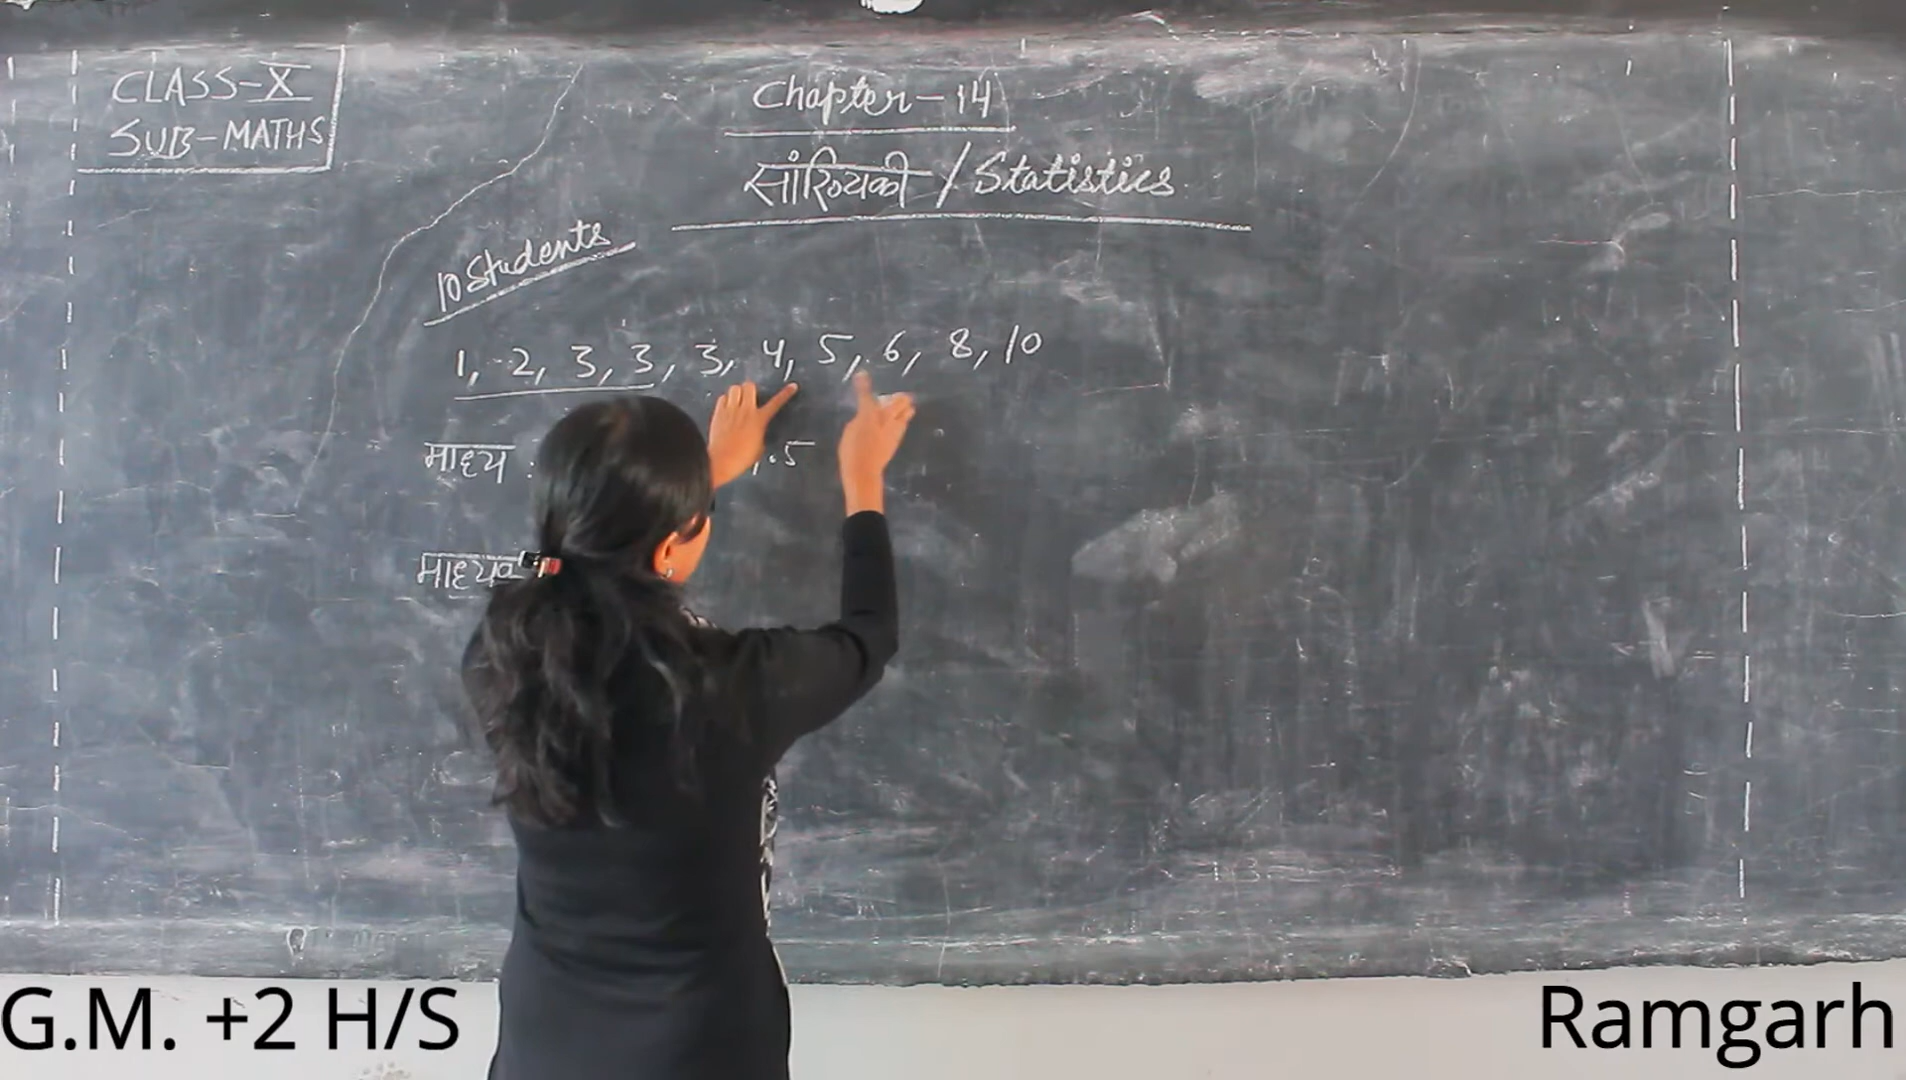 CLASS-X
SUB-MATHS
Chapter-14
सांख्यिकी / Statistics
10 Students
1, 2, 3, 3, 3, 4, 5, 6, 8, 10
माध्य : .5
G.M. +2 H/S
Ramgarh